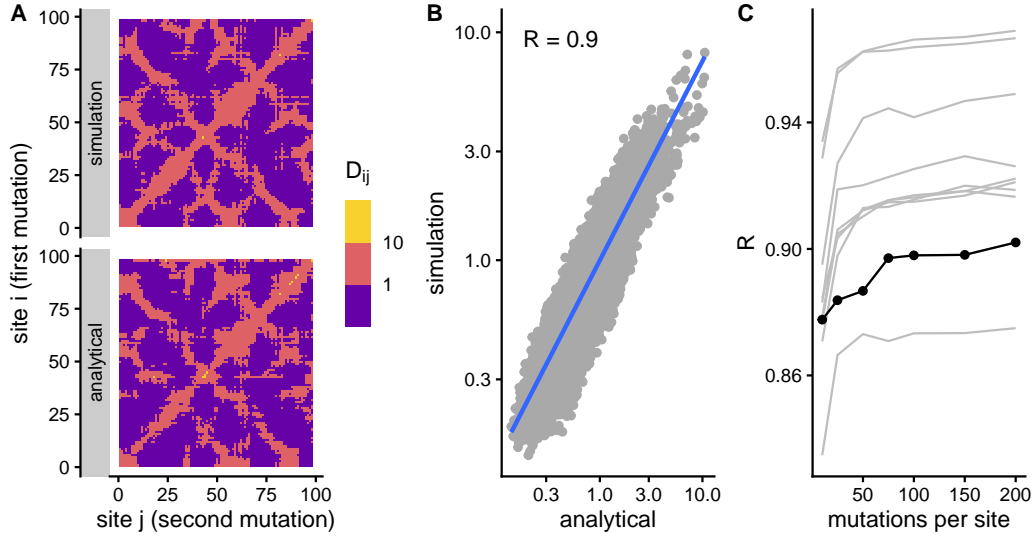 A
B
C
100
75
50
25
0
simulation
100
75
50
25
0
analytical
site i (first mutation)
0
25
50
75
100
site j (second mutation)
D_ij
10
1
R = 0.9
10.0
3.0
1.0
0.3
simulation
0.3
1.0
3.0
10.0
analytical
0.94
0.90
0.86
R
50
100
150
200
mutations per site